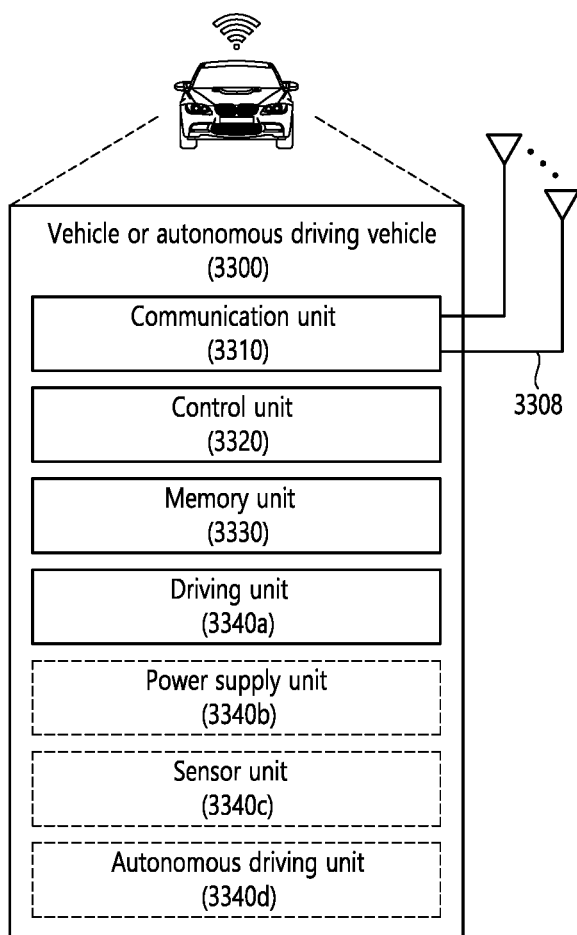 Vehicle or autonomous driving vehicle
(3300)
Communication unit
(3310)
3308
Control unit
(3320)
Memory unit
(3330)
Driving unit
(3340a)
Power supply unit
(3340b)
Sensor unit
(3340c)
Autonomous driving unit
(3340d)